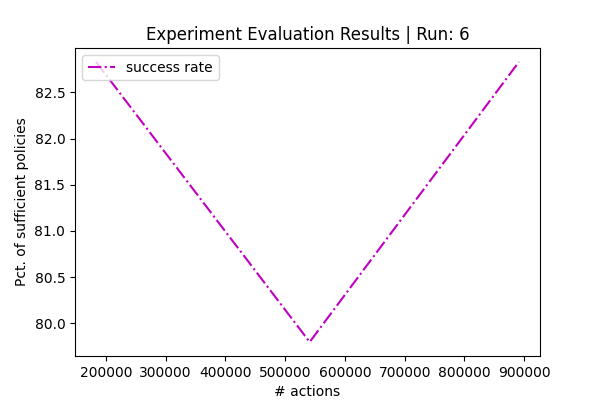 Experiment Evaluation Results | Run: 6
success rate
Pct. of sufficient policies
82.5
82.0
81.5
81.0
80.5
80.0
200000 300000 400000 500000 600000 700000 800000 900000
# actions